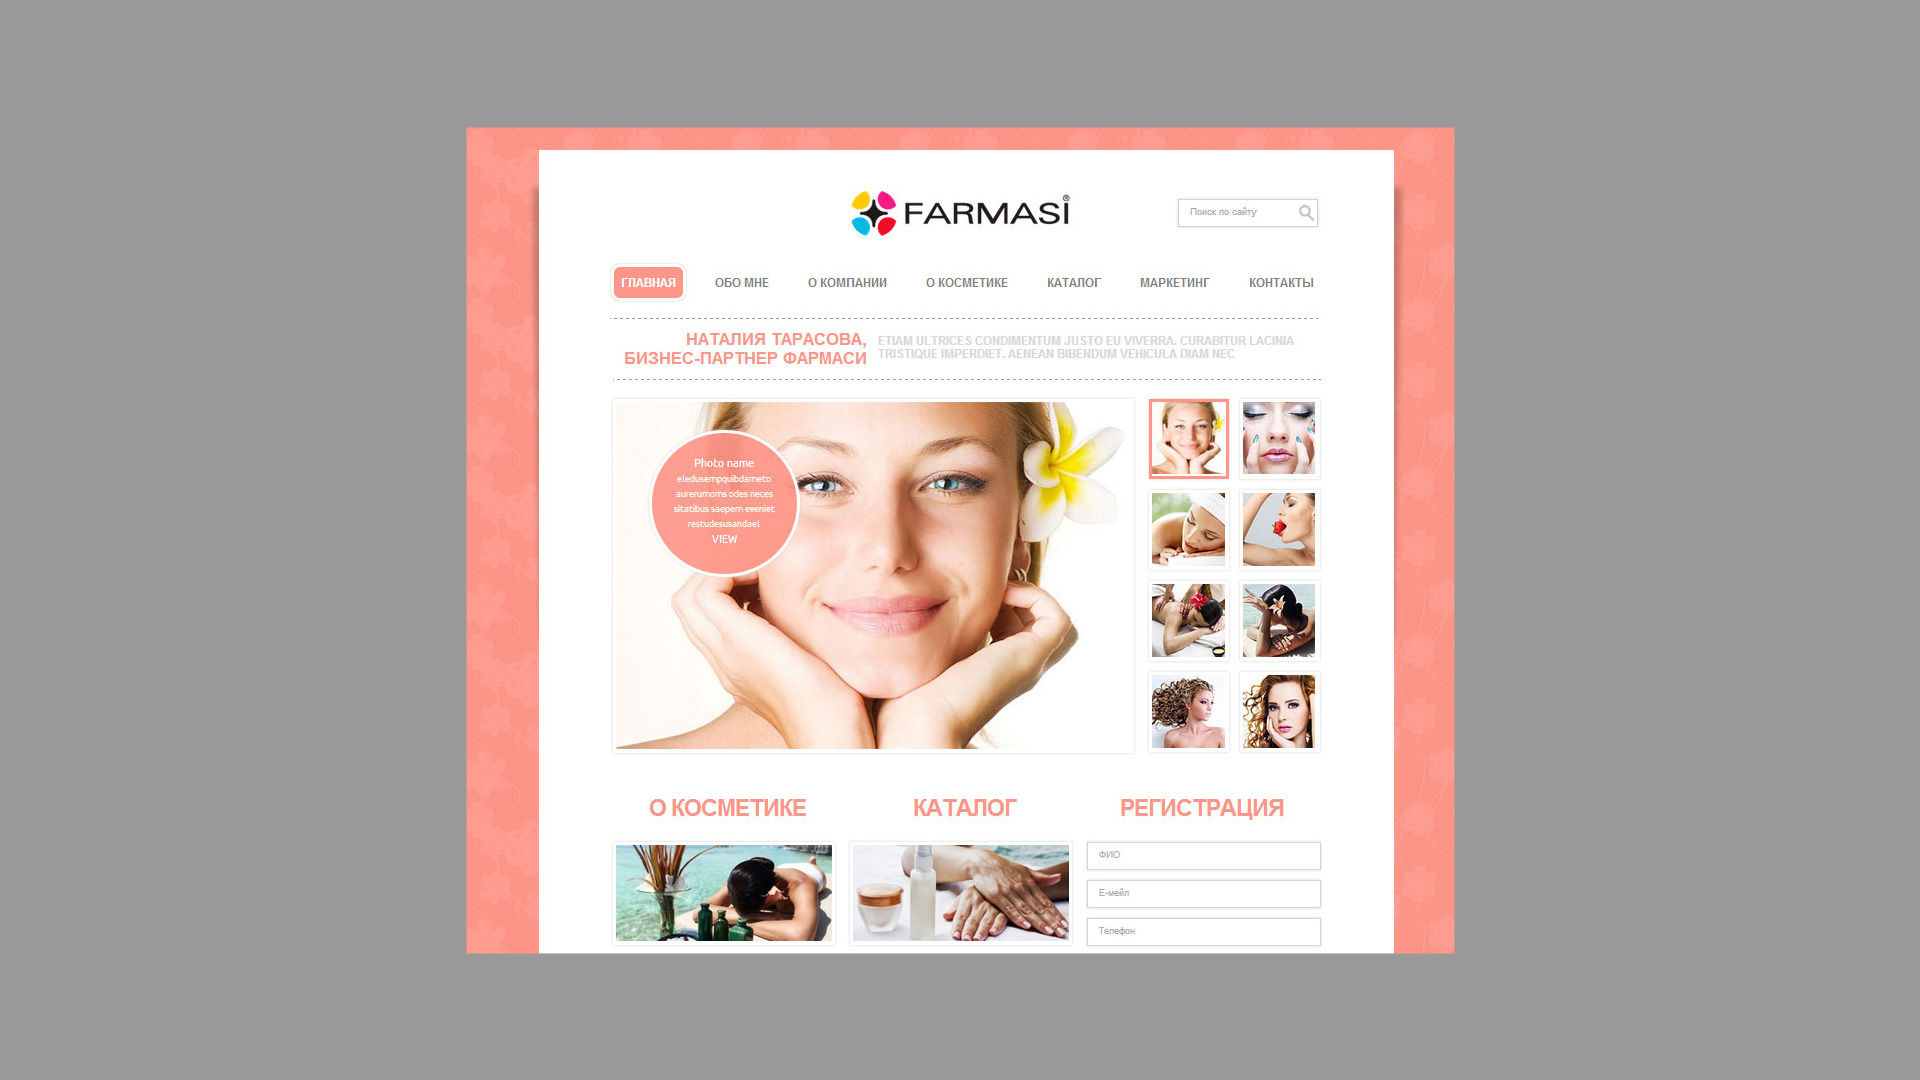 FARMASi®
Поиск по сайту
ГЛАВНАЯ
ОБО МНЕ
О КОМПАНИИ
О КОСМЕТИКЕ
КАТАЛОГ
МАРКЕТИНГ
КОНТАКТЫ
НАТАЛИЯ ТАРАСОВА,
БИЗНЕС-ПАРТНЕР ФАРМАСИ
ETIAM ULTRICES CONDIMENTUM JUSTO EU VIVERRA. CURABITUR LACINIA
TRISTIQUE IMPERDIET. AENEAN BIBENDUM VEHICULA DIAM NEC
Photo name
eledusempquibdameto
aurerumoms odes neces
sitatibus saepem eveniet
restudesusandael
VIEW
О КОСМЕТИКЕ
КАТАЛОГ
РЕГИСТРАЦИЯ
ФИО
Е-мейл
Телефон